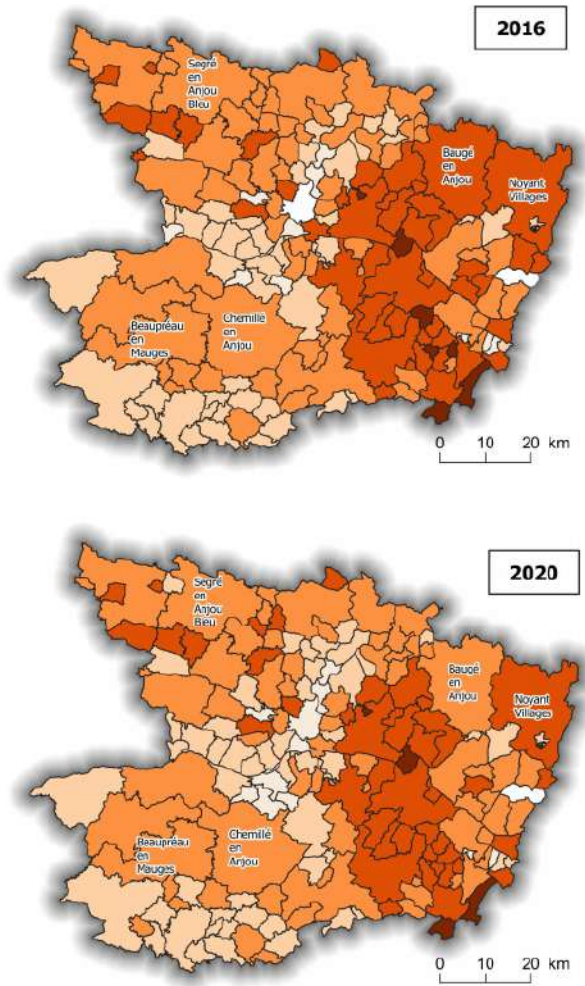 2016
Segré
en
Anjou
Bleu
Baugé
en
Anjou
Noyant
Villages
Chemillé
en
Anjou
Beaupréau
en
Mauges
0 10 20 km
2020
Segré
en
Anjou
Bleu
Baugé
en
Anjou
Noyant
Villages
Chemillé
en
Anjou
Beaupréau
en
Mauges
0 10 20 km